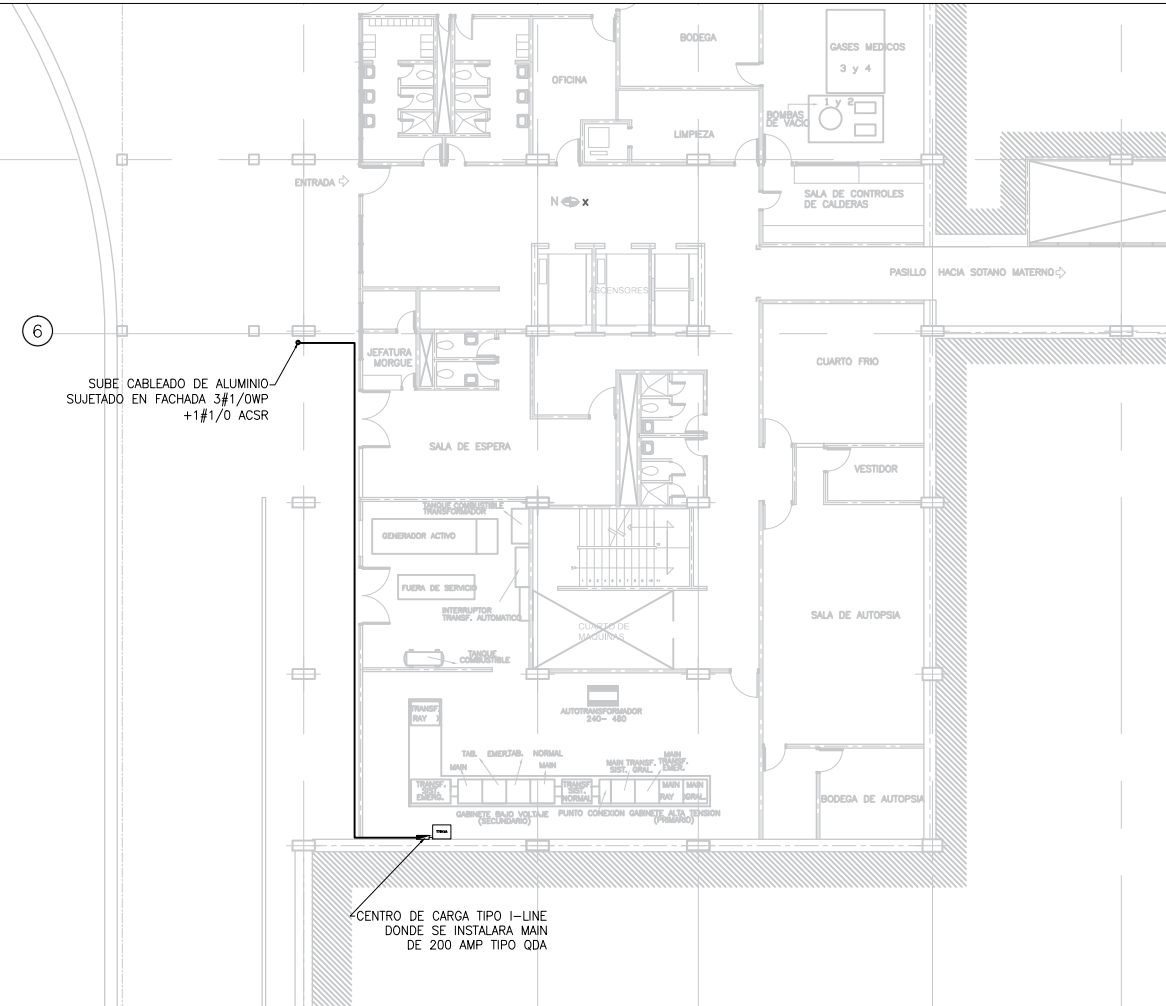 BODEGA
GASES MEDICOS
3 y 4
OFICINA
1 y 2
BOMBAS
DE VACIO
LIMPIEZA
ENTRADA
SALA DE CONTROLES
DE CALDERAS
N x
PASILLO HACIA SOTANO MATERNO
ASCENSORES
6
JEFATURA
MORGUE
CUARTO FRIO
SUBE CABLEADO DE ALUMINIO
SUJETADO EN FACHADA 3#1/0WP
+1#1/0 ACSR
SALA DE ESPERA
VESTIDOR
TANQUE COMBUSTIBLE
TRANSFORMADOR
GENERADOR ACTIVO
FUERA DE SERVICIO
INTERRUPTOR
TRANSF. AUTOMATICO
SALA DE AUTOPSIA
CUARTO DE
MAQUINAS
TANQUE
COMBUSTIBLE
AUTOTRANSFORMADOR
240- 480
TRANSF.
RAY X
TAB. EMER.
TAB. NORMAL
MAIN
MAIN
MAIN TRANSF.
SIST. GRAL.
MAIN
TRANSF.
EMER.
TRANSF.
SIST.
EMERG.
TRANSF.
SIST.
NORMAL
MAIN
RAY
MAIN
GRAL.
GABINETE BAJO VOLTAJE
(SECUNDARIO)
PUNTO CONEXION
GABINETE ALTA TENSION
(PRIMARIO)
BODEGA DE AUTOPSIA
CENTRO DE CARGA TIPO I-LINE
DONDE SE INSTALARA MAIN
DE 200 AMP TIPO QDA